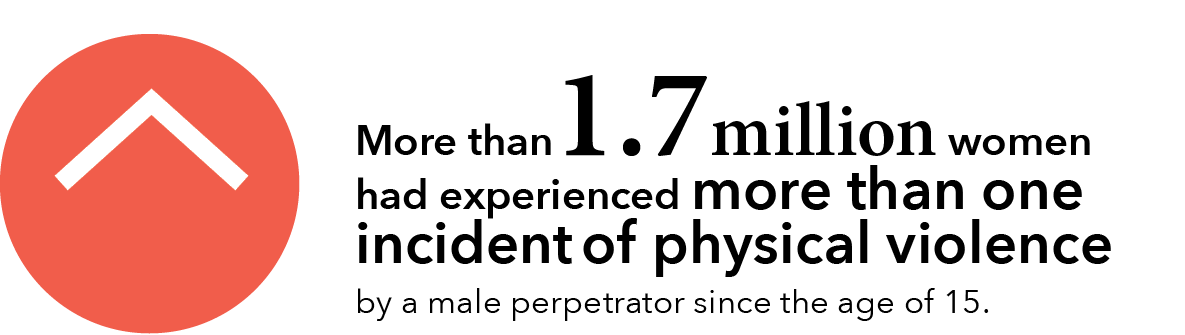 More than 1.7 million women
had experienced more than one
incident of physical violence
by a male perpetrator since the age of 15.